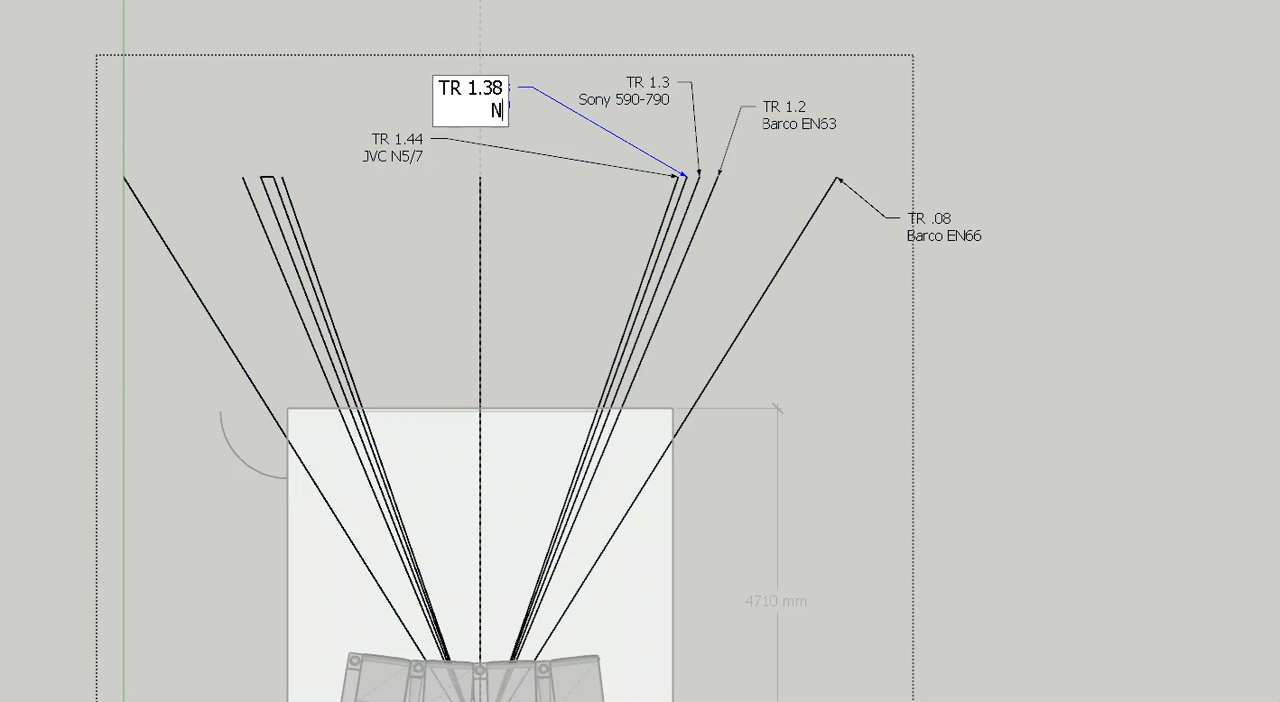 TR 1.38
N
TR 1.3
Sony 590-790
TR 1.2
Barco EN63
TR 1.44
JVC N5/7
TR .08
Barco EN66
4710 mm